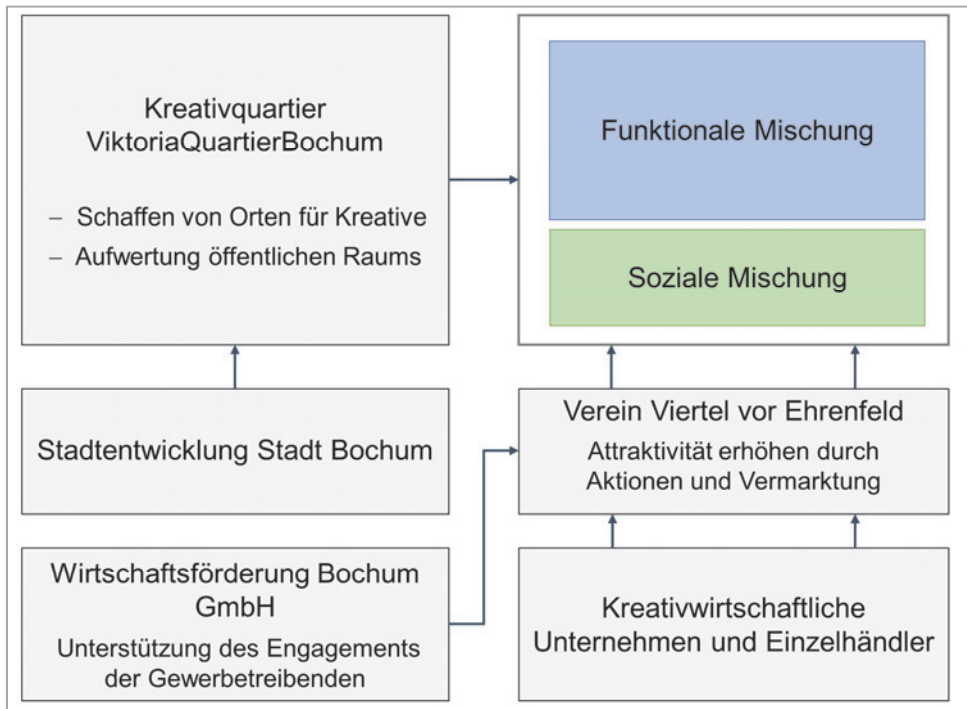 Kreativquartier
ViktoriaQuartierBochum
– Schaffen von Orten für Kreative
– Aufwertung öffentlichen Raums
Funktionale Mischung
Soziale Mischung
Stadtentwicklung Stadt Bochum
Verein Viertel vor Ehrenfeld
Attraktivität erhöhen durch
Aktionen und Vermarktung
Wirtschaftsförderung Bochum
GmbH
Unterstützung des Engagements
der Gewerbetreibenden
Kreativwirtschaftliche
Unternehmen und Einzelhändler